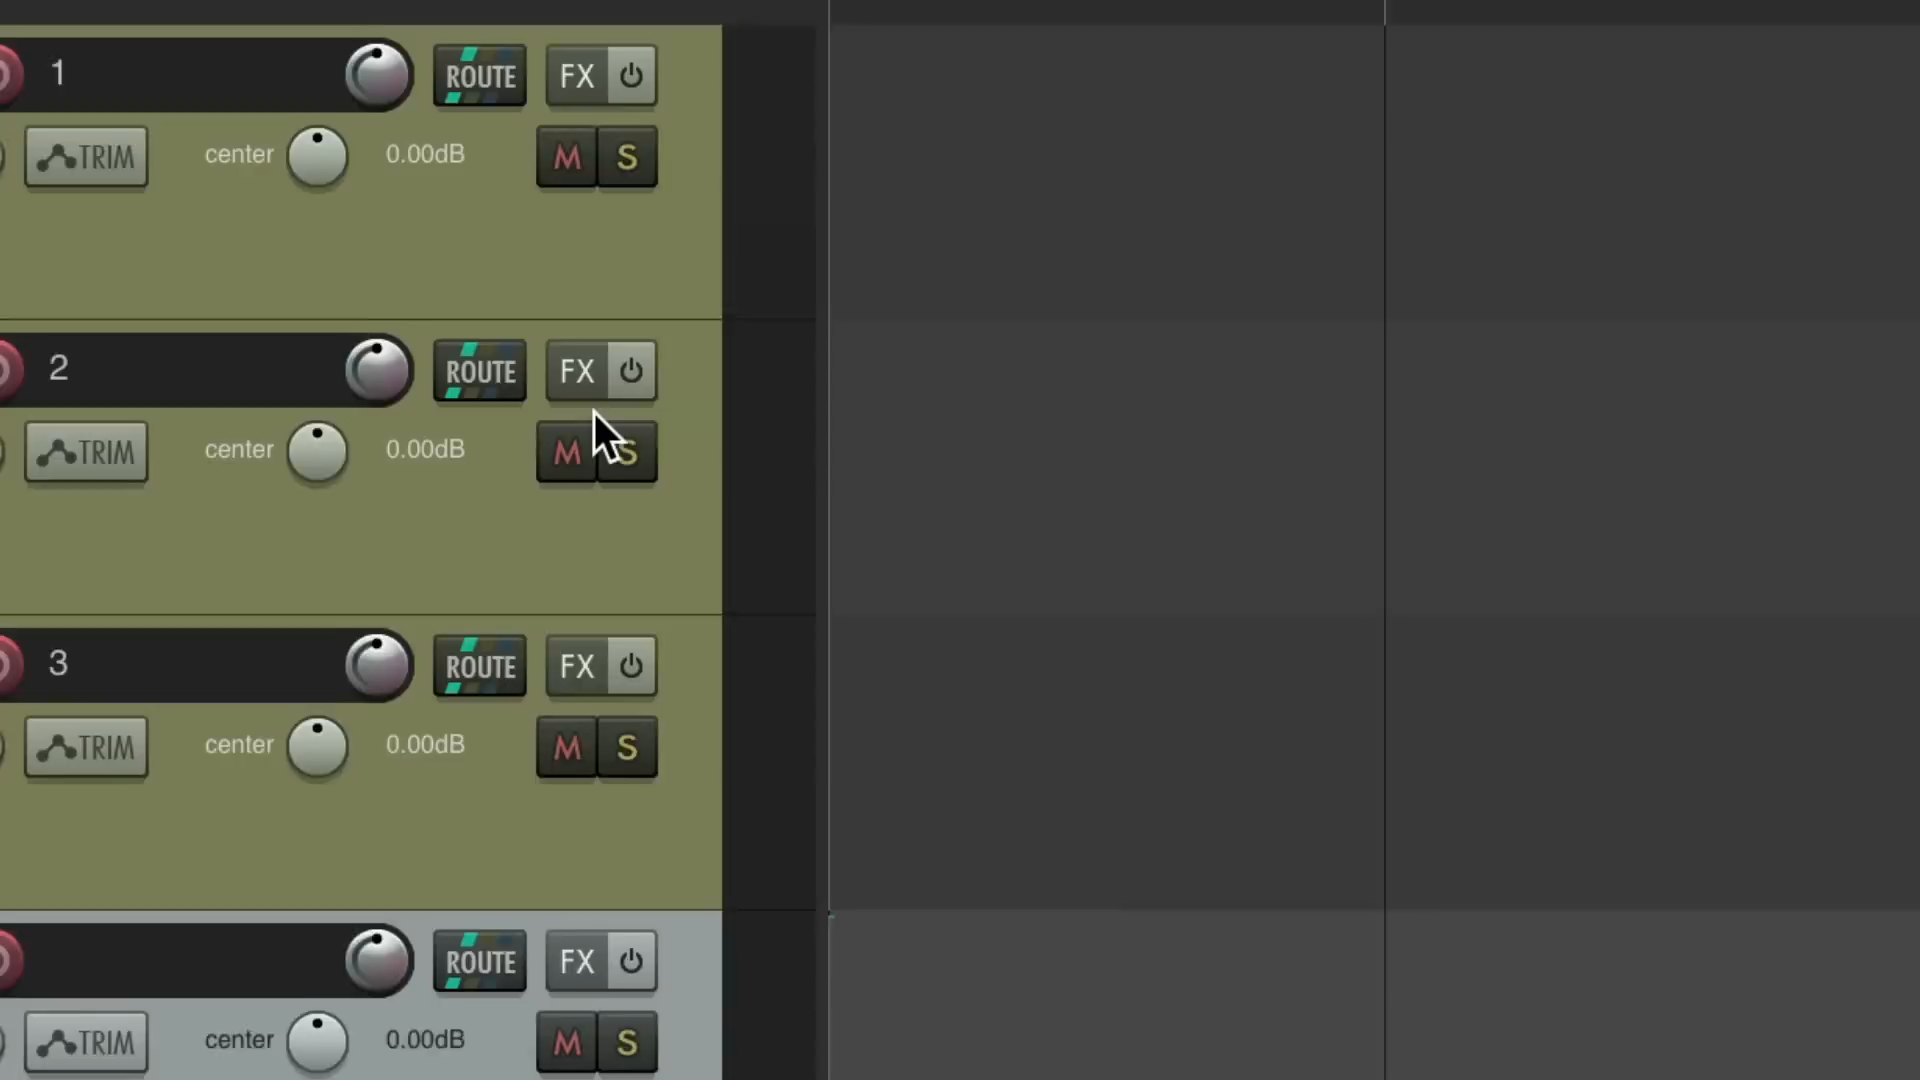 1 ROUTE FX
TRIM center 0.00dB M S
2 ROUTE FX
TRIM center 0.00dB M S
3 ROUTE FX
TRIM center 0.00dB M S
ROUTE FX
TRIM center 0.00dB M S